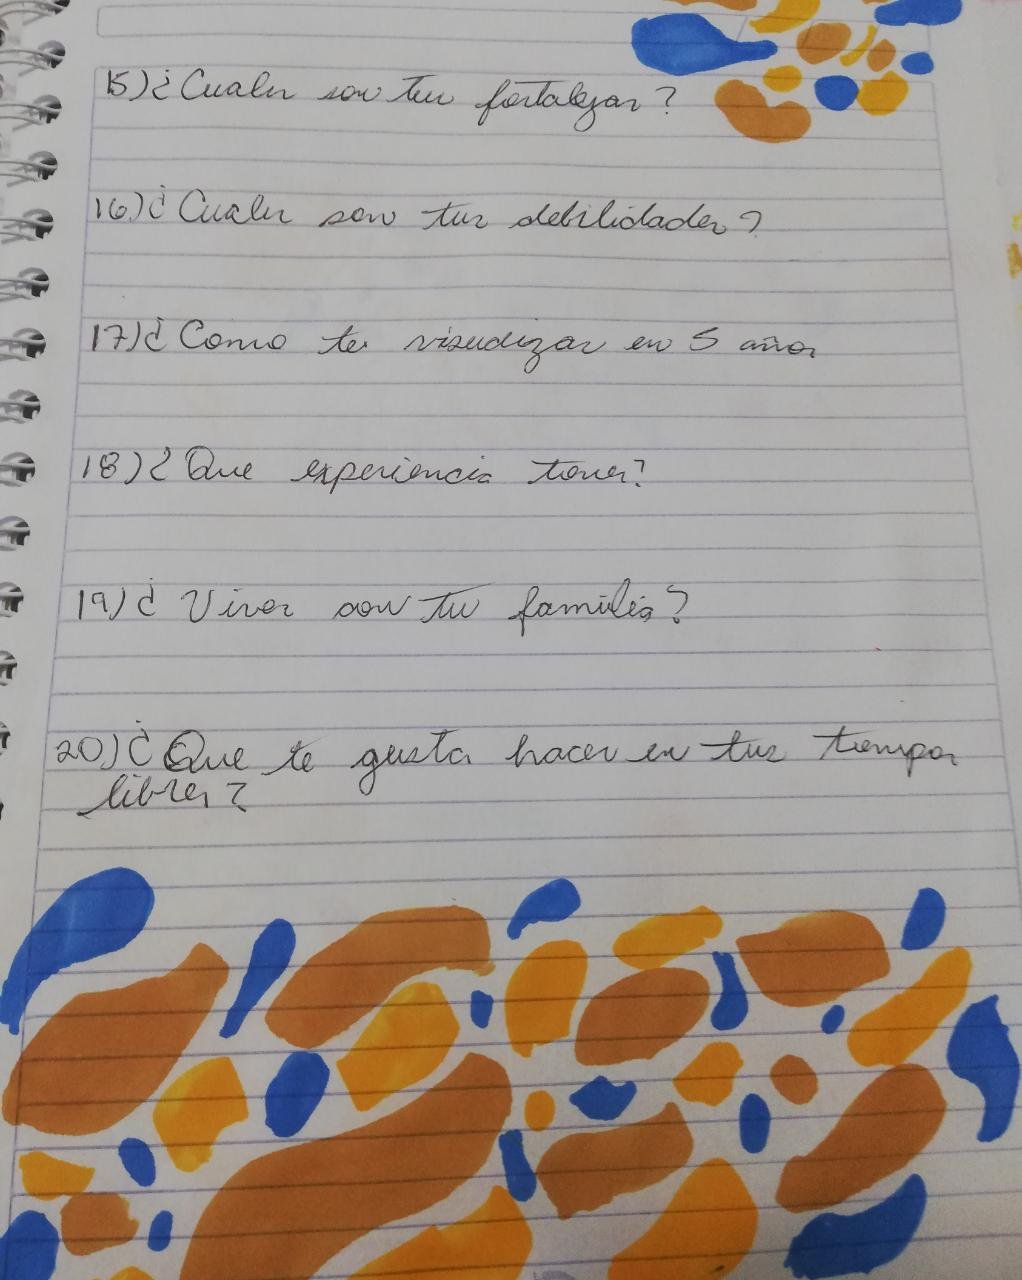 15) ¿Cuales son tus fortalezas?
16) ¿Cuales son tus debilidades?
17) ¿Como te visualizas en 5 años
18) ¿Que experiencia tenes?
19) ¿Vives con tu familia?
20) ¿Que te gusta hacer en tus tiempos
libres?